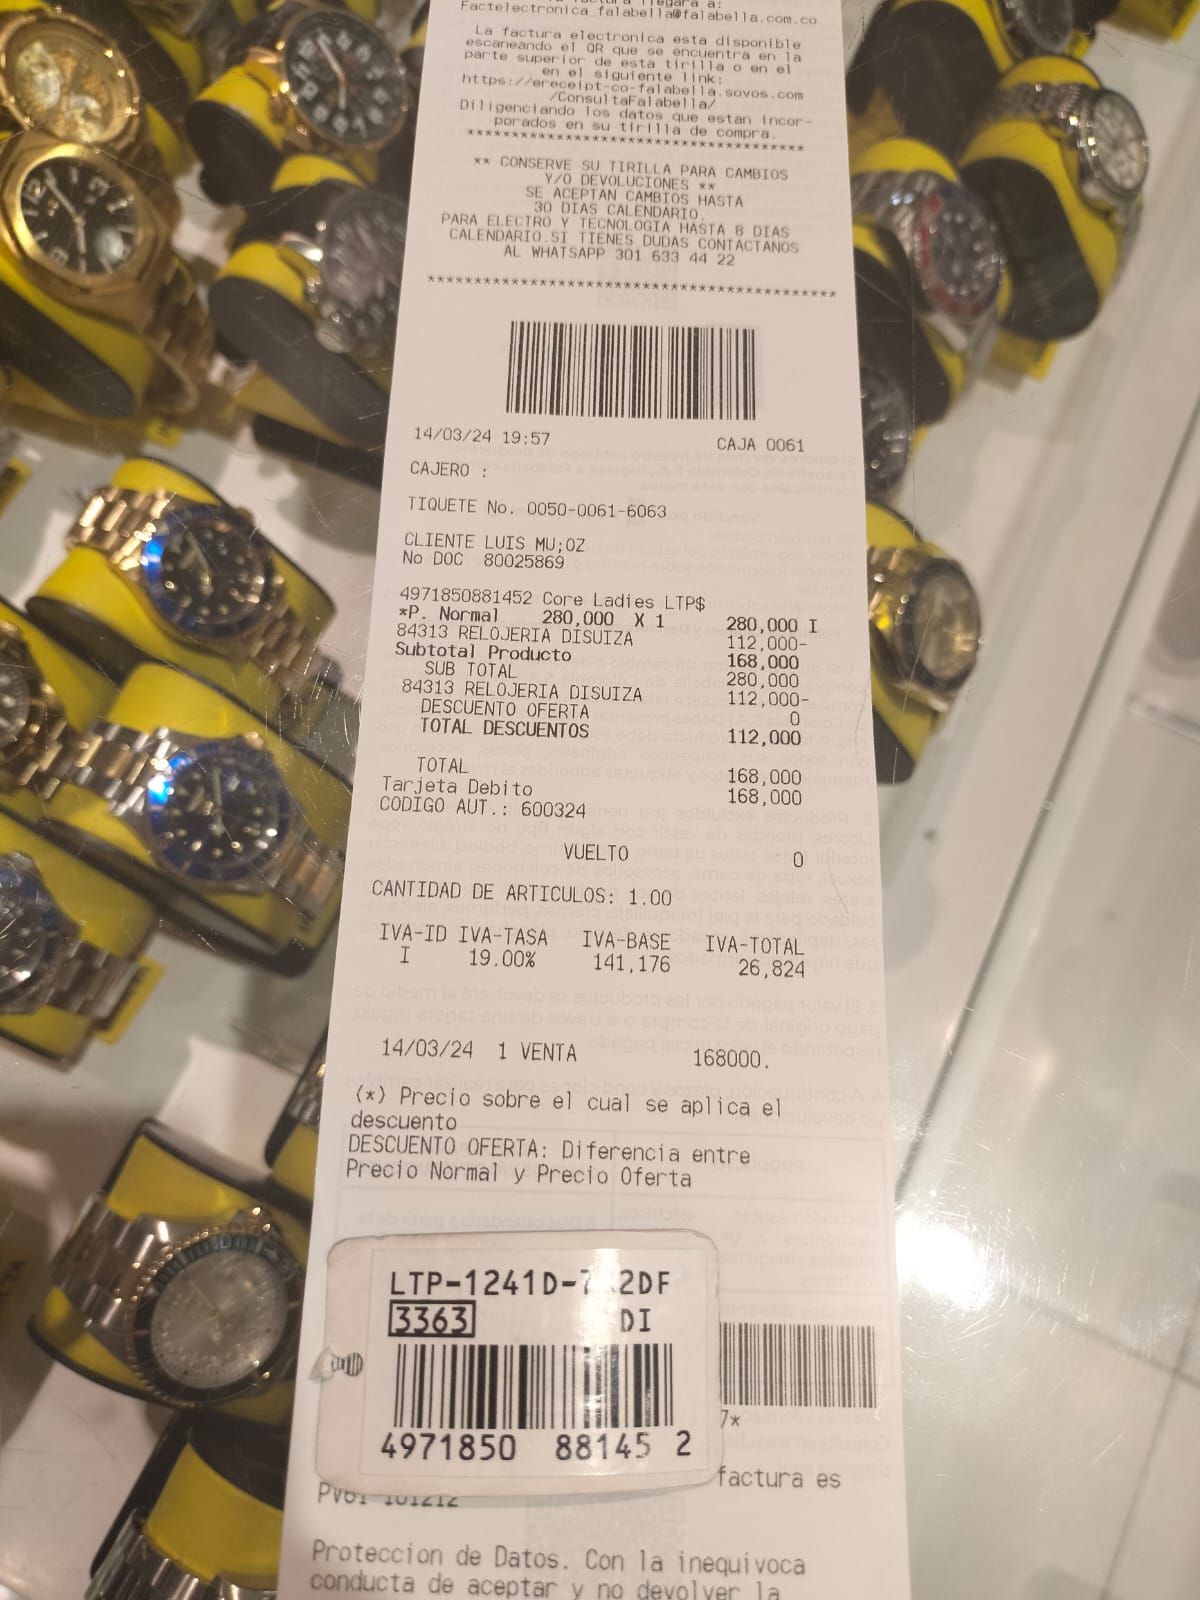 Factelectronica_falabella@falabella.com.co
La factura electronica esta disponible
escaneando el QR que se encuentra en la
parte superior de esta tirilla o en el
en el siguiente link:
https://ereceipt-co-falabella.sovos.com
/ConsultaFalabella/
Diligenciando los datos que estan incor-
porados en su tirilla de compra.
****************************************
** CONSERVE SU TIRILLA PARA CAMBIOS
Y/O DEVOLUCIONES **
SE ACEPTAN CAMBIOS HASTA
30 DIAS CALENDARIO.
PARA ELECTRO Y TECNOLOGIA HASTA 8 DIAS
CALENDARIO.SI TIENES DUDAS CONTACTANOS
AL WHATSAPP 301 633 44 22
****************************************
14/03/24 19:57 CAJA 0061
CAJERO :
TIQUETE No. 0050-0061-6063
CLIENTE LUIS MU;OZ
No DOC 80025869
4971850881452 Core Ladies LTP$
*P. Normal 280,000 X 1 280,000 I
84313 RELOJERIA DISUIZA 112,000-
Subtotal Producto 168,000
SUB TOTAL 280,000
84313 RELOJERIA DISUIZA 112,000-
DESCUENTO OFERTA 0
TOTAL DESCUENTOS 112,000
TOTAL 168,000
Tarjeta Debito 168,000
CODIGO AUT.: 600324
VUELTO 0
CANTIDAD DE ARTICULOS: 1.00
IVA-ID IVA-TASA IVA-BASE IVA-TOTAL
I 19.00% 141,176 26,824
14/03/24 1 VENTA 168000.
(*) Precio sobre el cual se aplica el
descuento
DESCUENTO OFERTA: Diferencia entre
Precio Normal y Precio Oferta
LTP-1241D-7 2DF
3363 DI
4971850 88145 2
7*
factura es
Proteccion de Datos. Con la inequivoca
conducta de aceptar y no devolver la